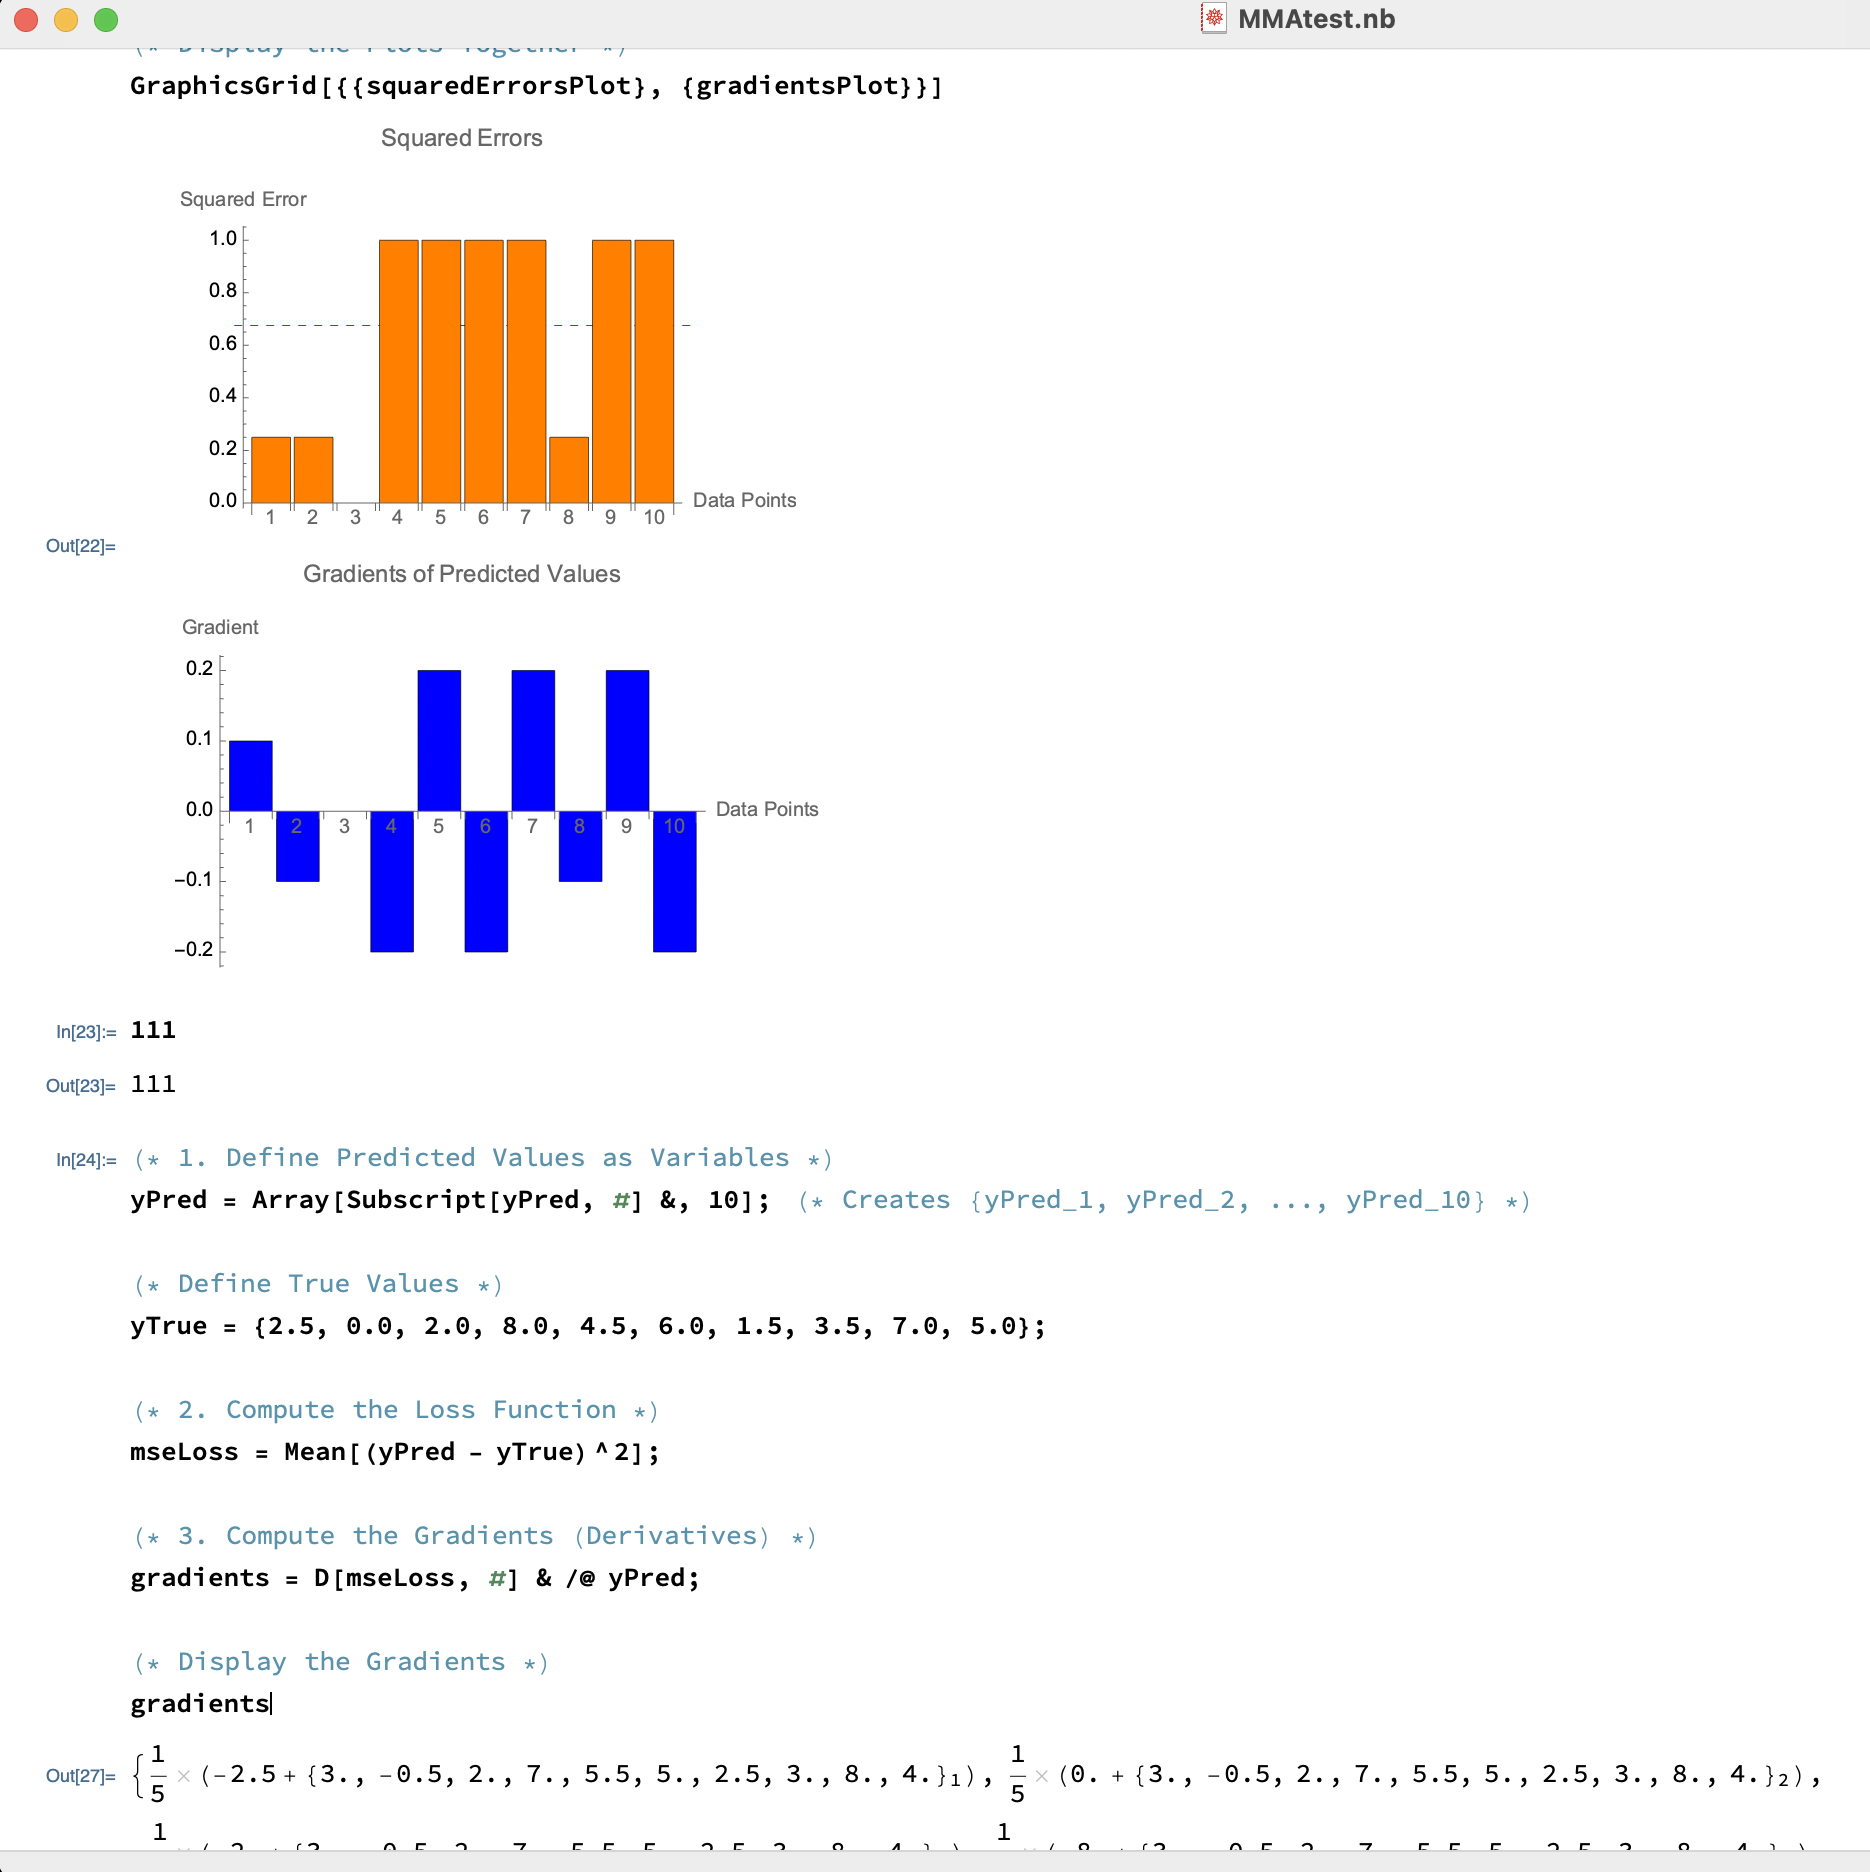 MMAtest.nb
(* Display the Plots Together *)
GraphicsGrid[{{squaredErrorsPlot}, {gradientsPlot}}]
Squared Errors
Squared Error
1.0
0.8
0.6
0.4
0.2
0.0
1 2 3 4 5 6 7 8 9 10
Data Points
Out[22]=
Gradients of Predicted Values
Gradient
0.2
0.1
0.0
−0.1
−0.2
1 2 3 4 5 6 7 8 9 10
Data Points
In[23]:= 111
Out[23]= 111
In[24]:= (* 1. Define Predicted Values as Variables *)
yPred = Array[Subscript[yPred, #] &, 10]; (* Creates {yPred_1, yPred_2, ..., yPred_10} *)
(* Define True Values *)
yTrue = {2.5, 0.0, 2.0, 8.0, 4.5, 6.0, 1.5, 3.5, 7.0, 5.0};
(* 2. Compute the Loss Function *)
mseLoss = Mean[(yPred - yTrue)^2];
(* 3. Compute the Gradients (Derivatives) *)
gradients = D[mseLoss, #] & /@ yPred;
(* Display the Gradients *)
gradients
Out[27]= {1/5 × (-2.5 + {3., -0.5, 2., 7., 5.5, 5., 2.5, 3., 8., 4.}₁), 1/5 × (0. + {3., -0.5, 2., 7., 5.5, 5., 2.5, 3., 8., 4.}₂),